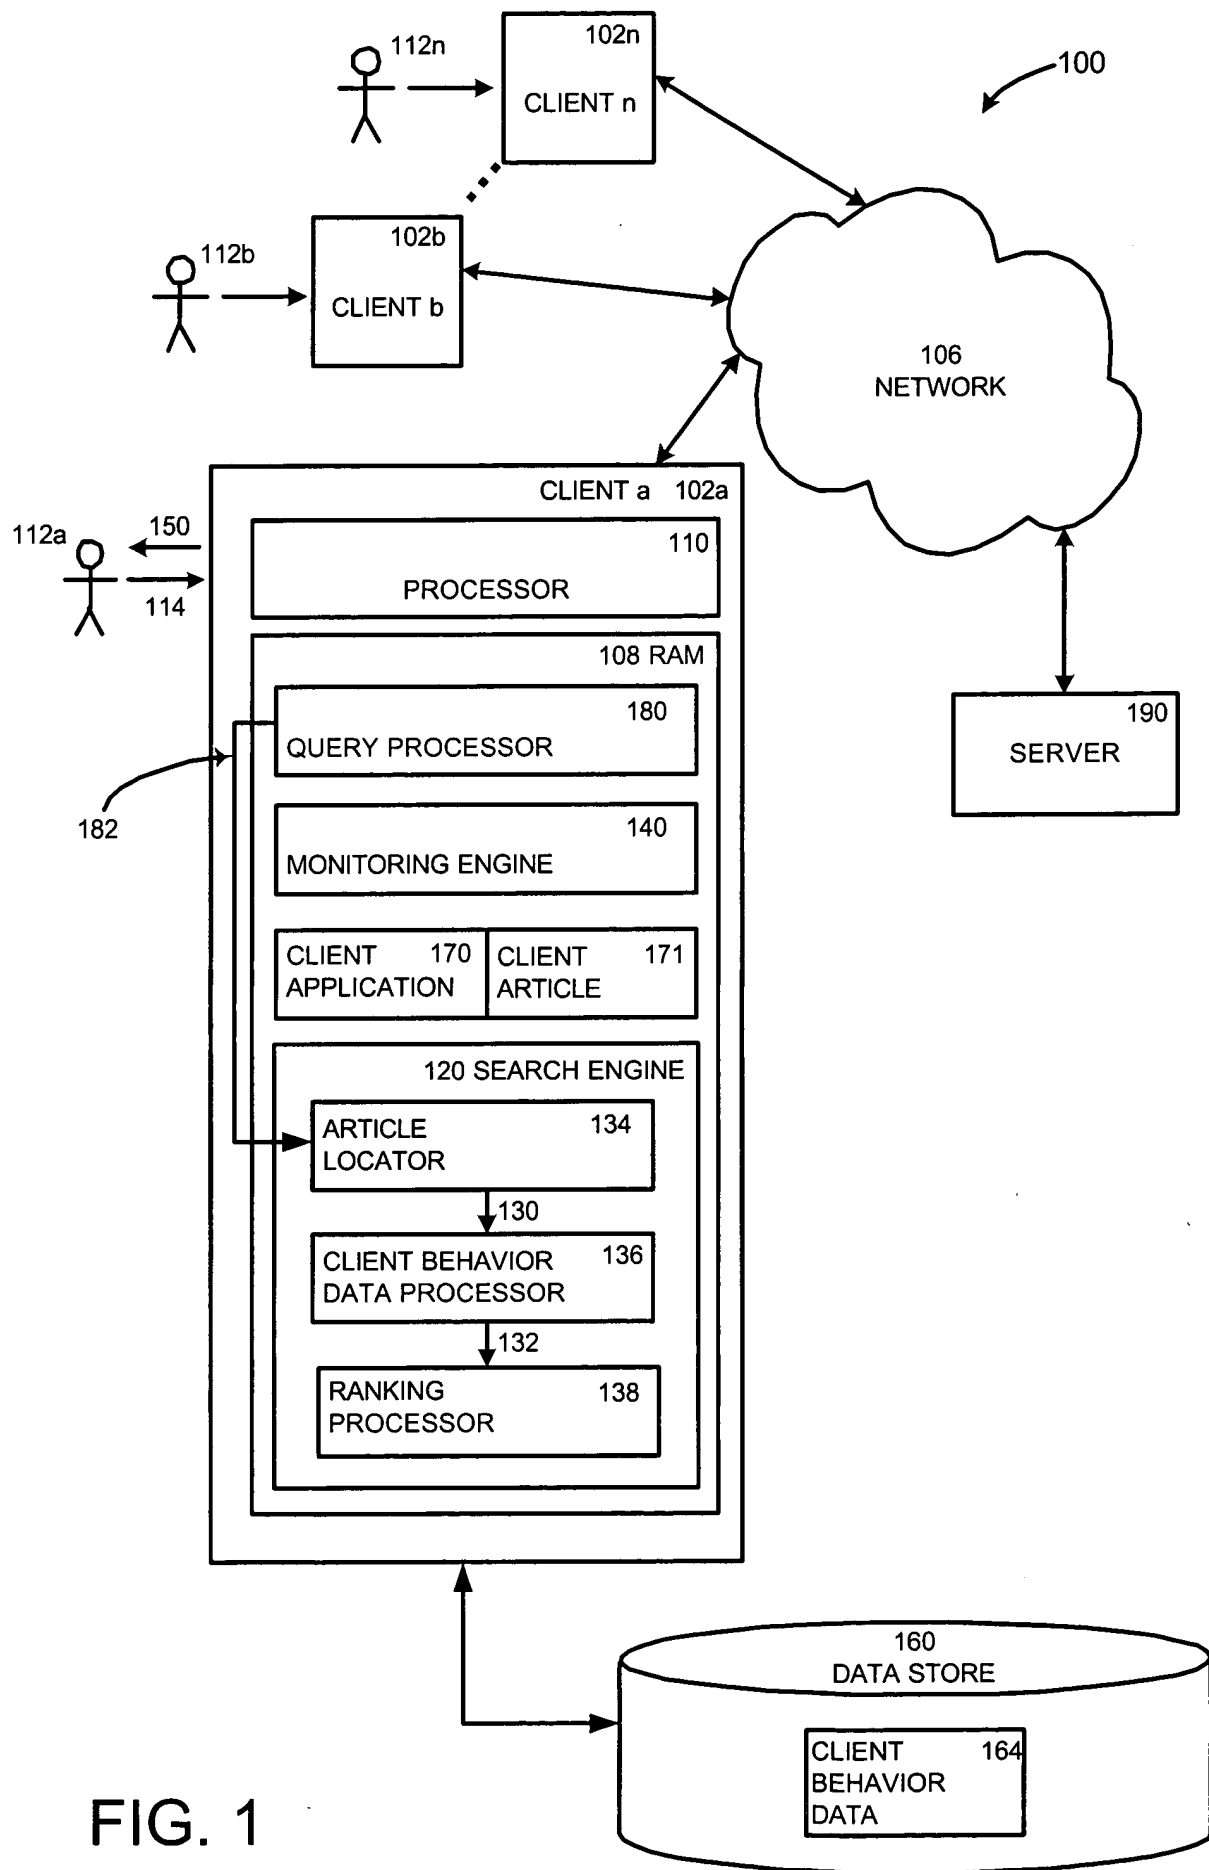 112n
102n
CLIENT n
100
112b
102b
CLIENT b
106
NETWORK
CLIENT a 102a
112a
150
114
110
PROCESSOR
108 RAM
180
QUERY PROCESSOR
182
190
SERVER
140
MONITORING ENGINE
CLIENT 170
APPLICATION
CLIENT 171
ARTICLE
120 SEARCH ENGINE
ARTICLE 134
LOCATOR
130
CLIENT BEHAVIOR 136
DATA PROCESSOR
132
RANKING 138
PROCESSOR
160
DATA STORE
CLIENT 164
BEHAVIOR
DATA
FIG. 1